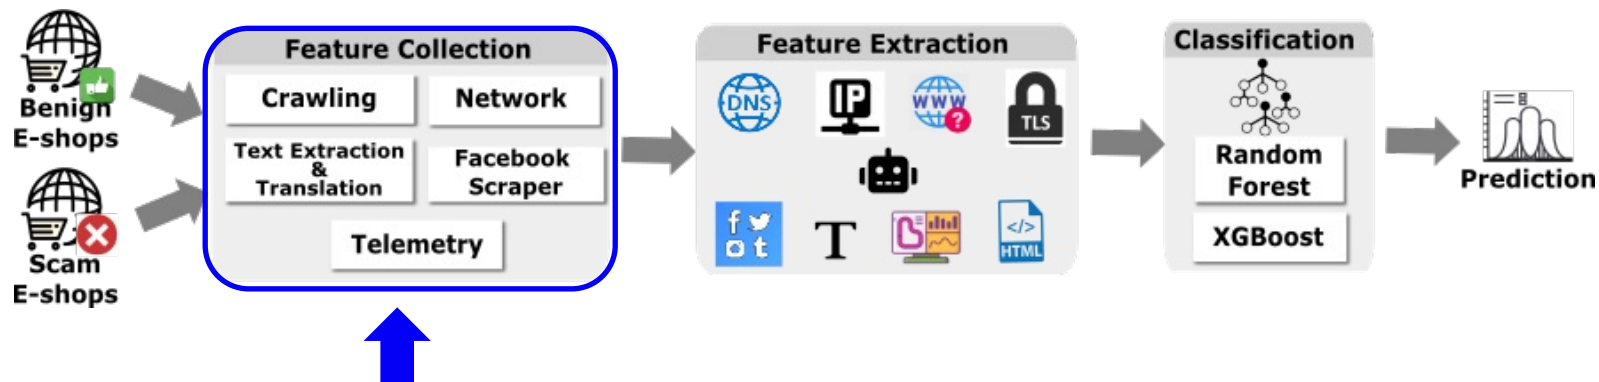 Benign
E-shops
Scam
E-shops
Feature Collection
Crawling
Network
Text Extraction
&
Translation
Facebook
Scraper
Telemetry
Feature Extraction
DNS
IP
WWW
?
TLS
f
t
T
</>
HTML
Classification
Random
Forest
XGBoost
Prediction